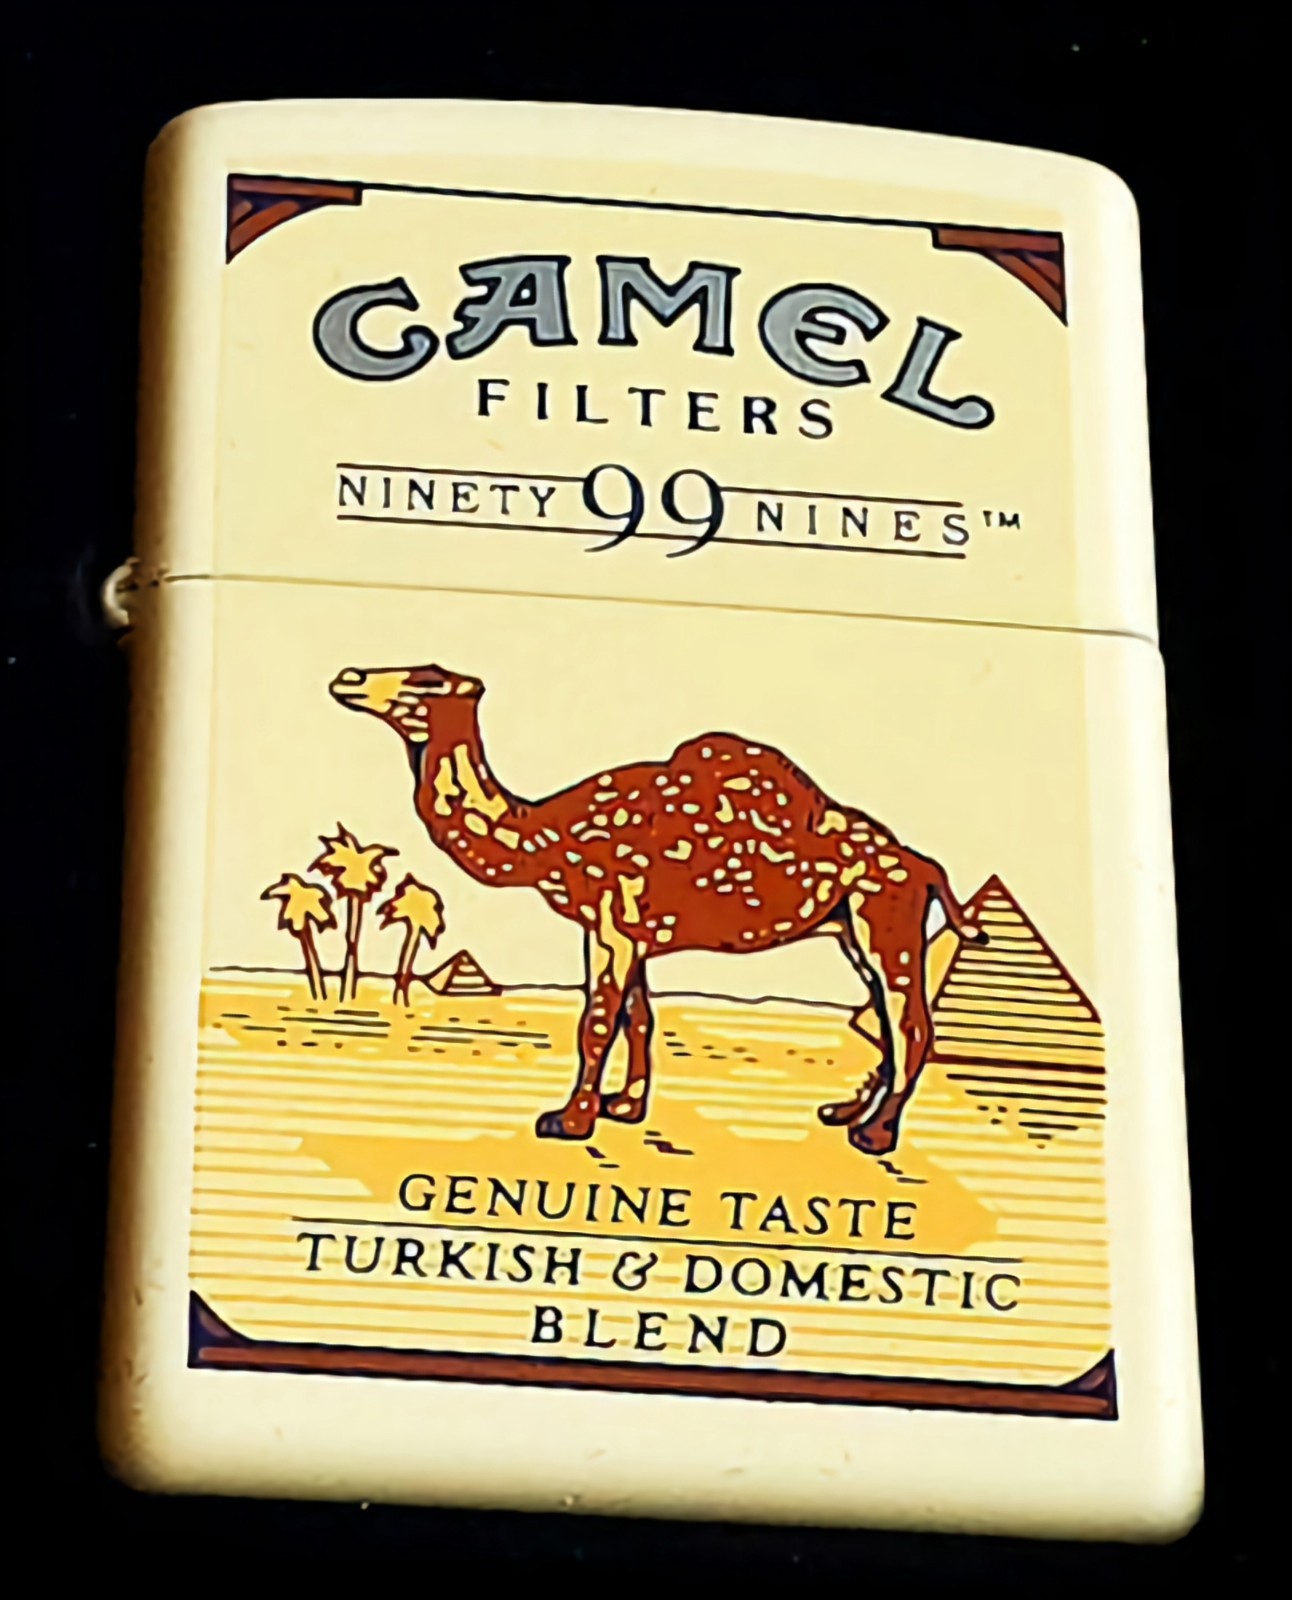 CAMEL
FILTERS
NINETY 99 NINES™
GENUINE TASTE
TURKISH & DOMESTIC
BLEND